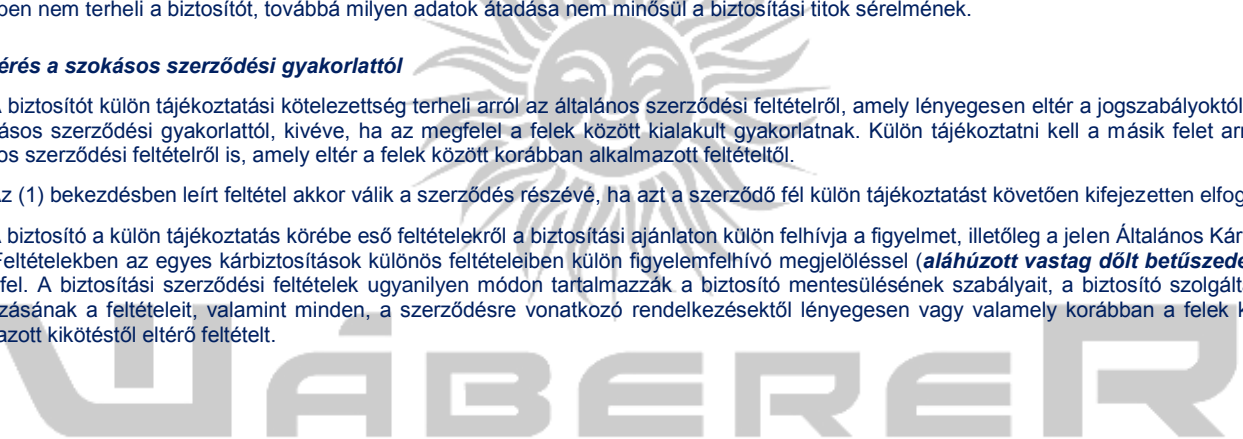 ben nem terheli a biztosítót, továbbá milyen adatok átadása nem minősül a biztosítási titok sérelmének.
érés a szokásos szerződési gyakorlattól
biztosítót külön tájékoztatási kötelezettség terheli arról az általános szerződési feltételről, amely lényegesen eltér a jogszabályoktól
ásos szerződési gyakorlattól, kivéve, ha az megfelel a felek között kialakult gyakorlatnak. Külön tájékoztatni kell a másik felet arr
os szerződési feltételről is, amely eltér a felek között korábban alkalmazott feltételtől.
z (1) bekezdésben leírt feltétel akkor válik a szerződés részévé, ha azt a szerződő fél külön tájékoztatást követően kifejezetten elfog
biztosító a külön tájékoztatás körébe eső feltételekről a biztosítási ajánlaton külön felhívja a figyelmet, illetőleg a jelen Általános Kár
Feltételekben az egyes kárbiztosítások különös feltételeiben külön figyelemfelhívó megjelöléssel (aláhúzott vastag dőlt betűszede
fel. A biztosítási szerződési feltételek ugyanilyen módon tartalmazzák a biztosító mentesülésének szabályait, a biztosító szolgált
zásának a feltételeit, valamint minden, a szerződésre vonatkozó rendelkezésektől lényegesen vagy valamely korábban a felek k
azott kikötéstől eltérő feltételt.
WÁBERER